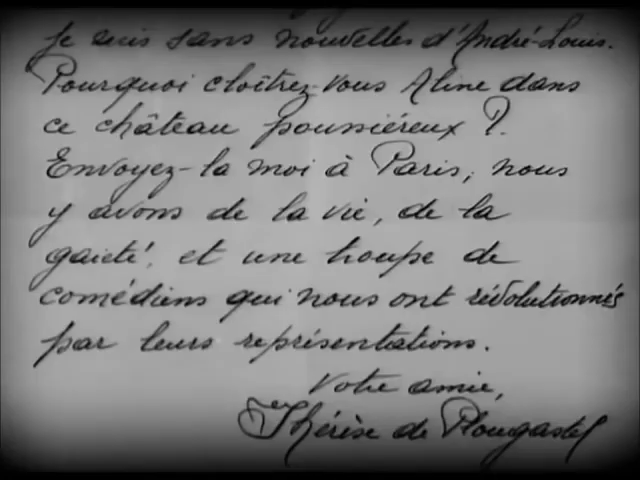 Je suis sans nouvelles d'André-Louis.
Pourquoi cloîtrez-vous Aline dans
ce château poussiéreux ?.
Envoyez-la moi à Paris, nous
y avons de la vie, de la
gaieté, et une troupe de
comédiens qui nous ont révolutionnés
par leurs représentations.
Votre amie,
Thérèse de Plougastel